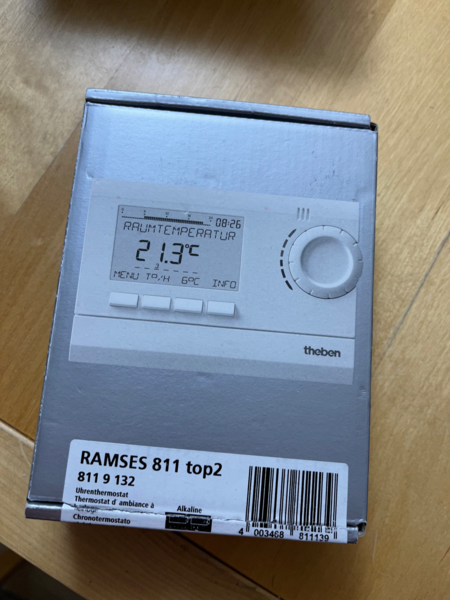 08:26
RAUMTEMPERATUR
21.3°C
MENU T°/H 6°C INFO
theben
RAMSES 811 top2
811 9 132
Uhrenthermostat
Thermostat d' ambiance à
Chronotermostato
Alkaline
4 003468 811139